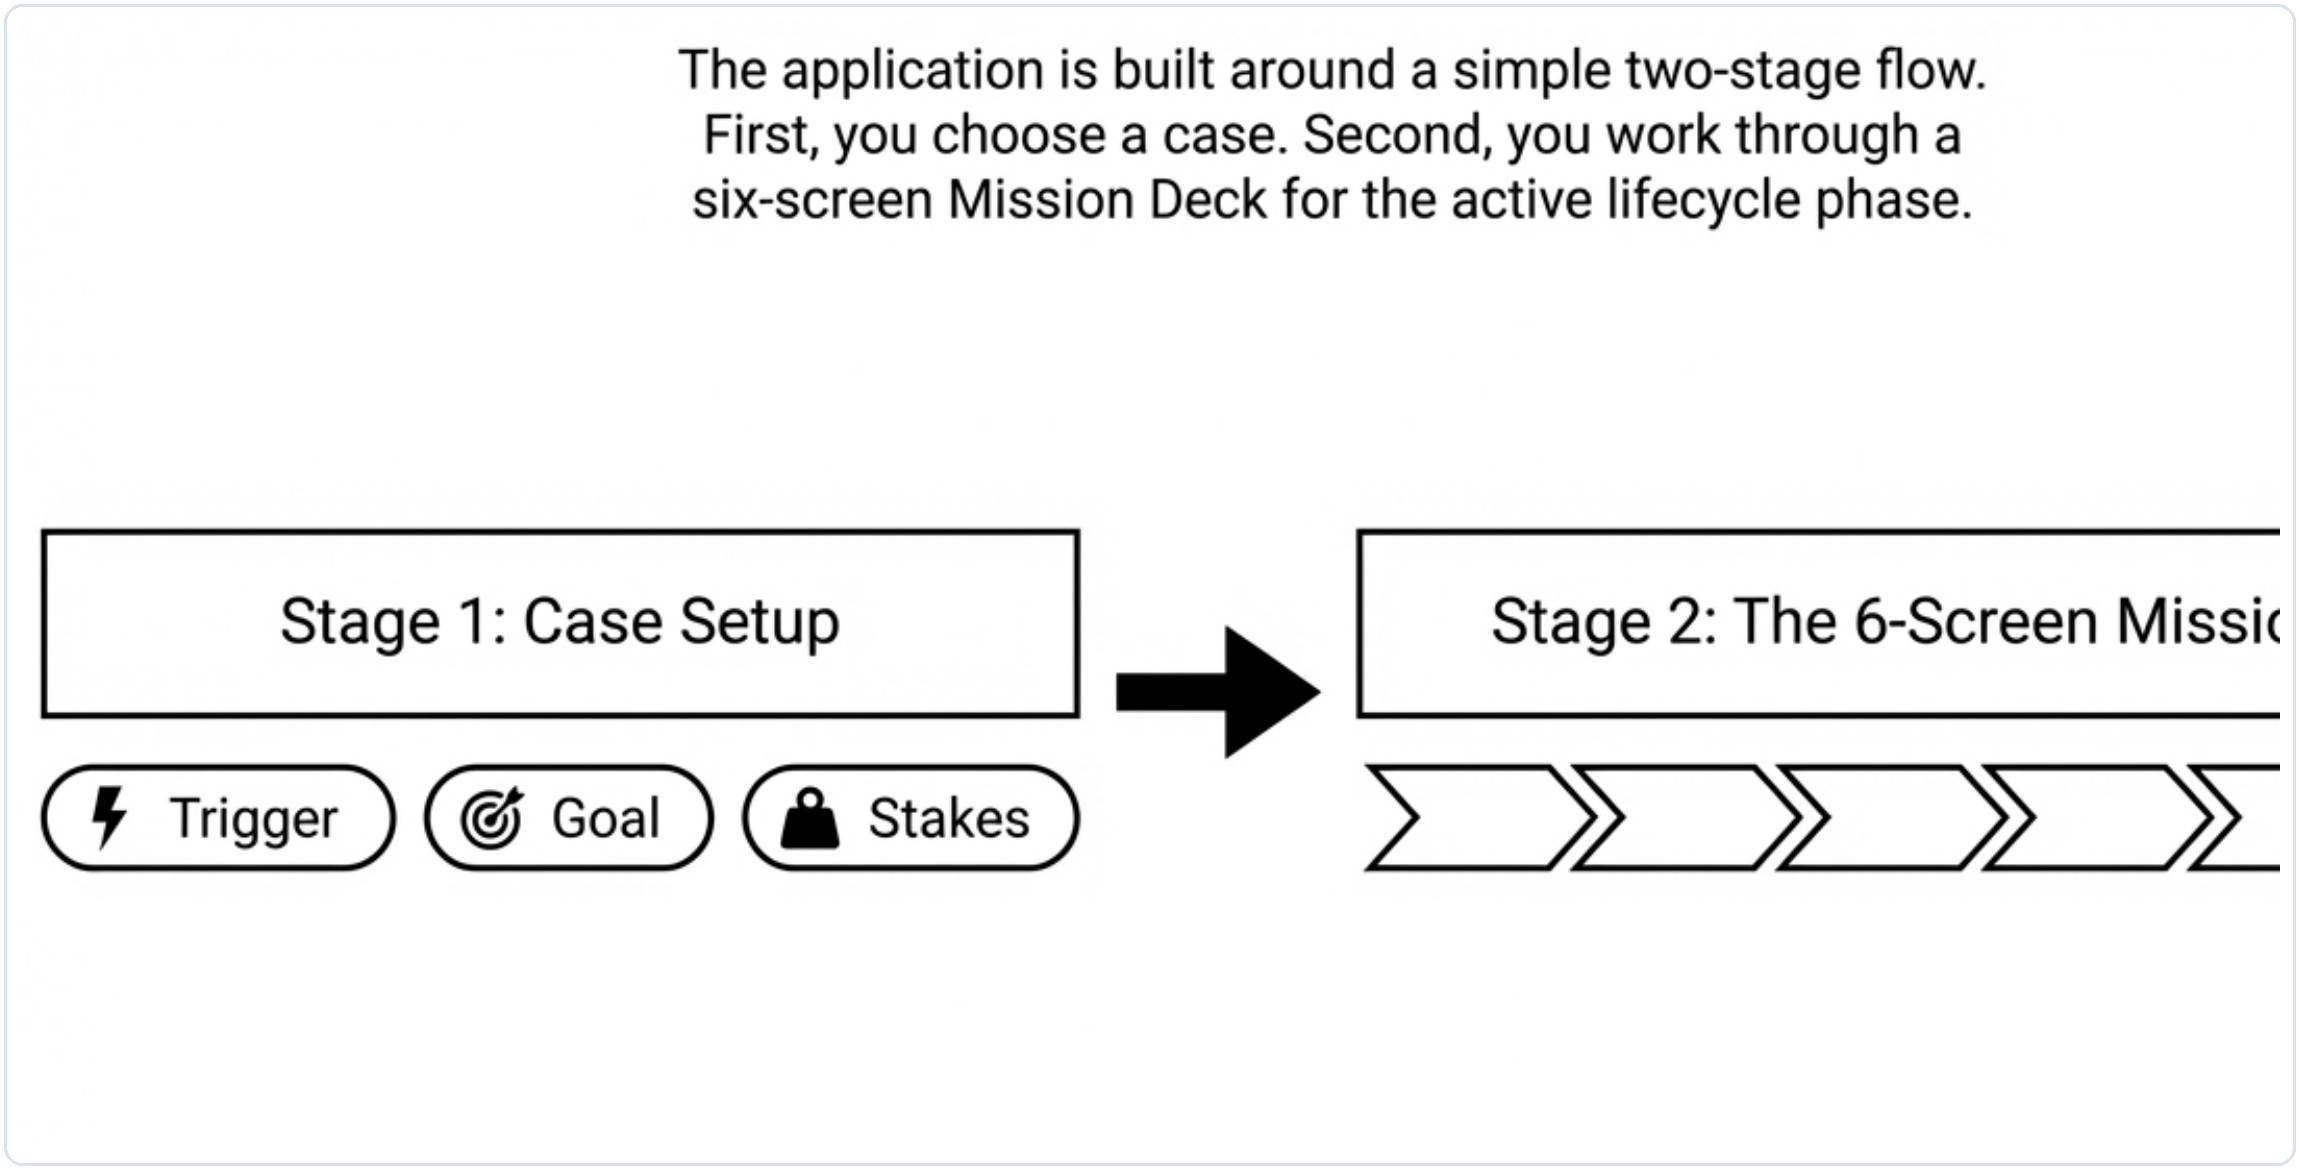 The application is built around a simple two-stage flow.
First, you choose a case. Second, you work through a
six-screen Mission Deck for the active lifecycle phase.
Stage 1: Case Setup
Trigger
Goal
Stakes
Stage 2: The 6-Screen